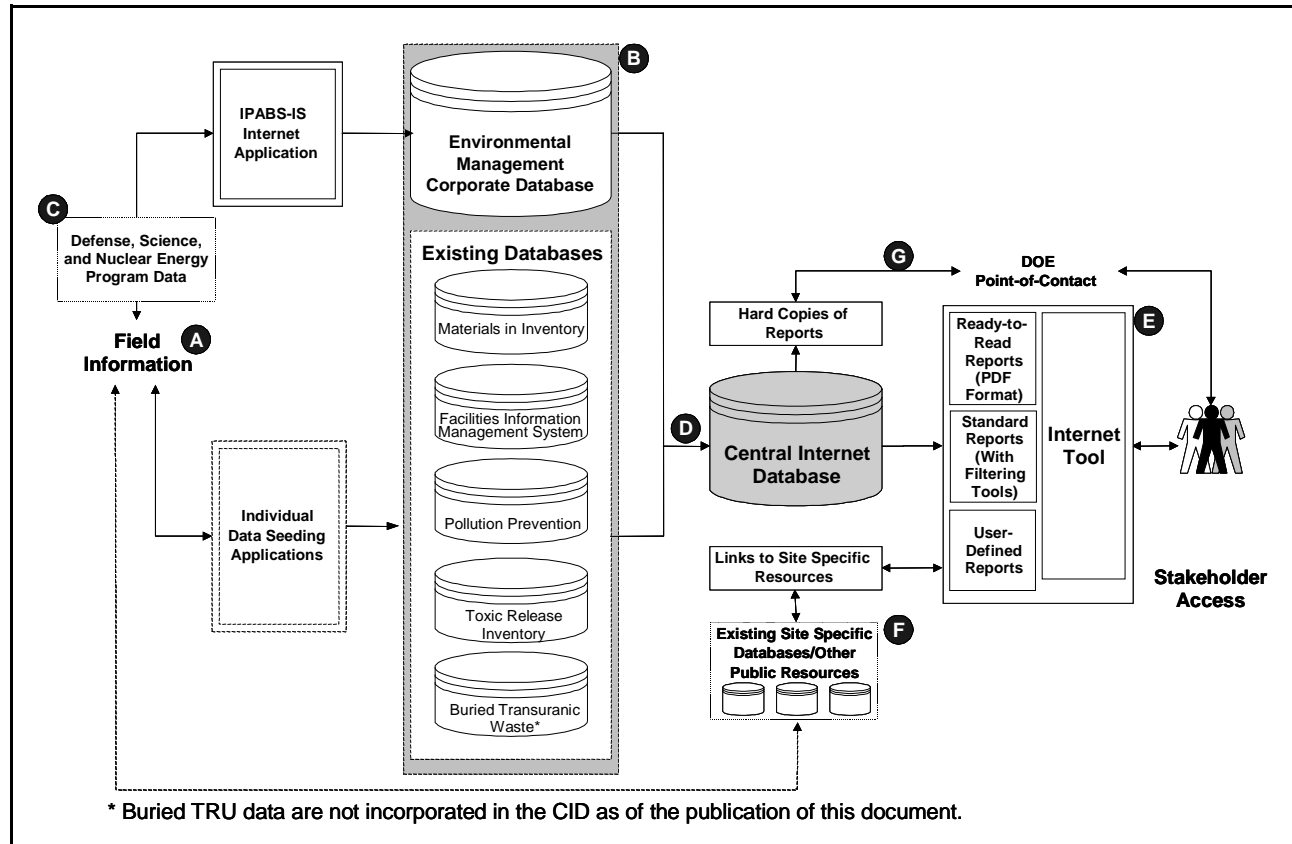 B
IPABS-IS
Internet
Application
Environmental
Management
Corporate Database
C
Defense, Science,
and Nuclear Energy
Program Data
Existing Databases
A
Field
Information
Materials in Inventory
Facilities Information
Management System
Pollution Prevention
Toxic Release
Inventory
Buried Transuranic
Waste*
Individual
Data Seeding
Applications
D
G
DOE
Point-of-Contact
Hard Copies of
Reports
Central Internet
Database
E
Ready-to-
Read Reports
(PDF
Format)
Standard Reports
(With
Filtering
Tools)
User-
Defined
Reports
Internet
Tool
Links to Site Specific
Resources
F
Existing Site Specific
Databases/Other
Public Resources
Stakeholder
Access
* Buried TRU data are not incorporated in the CID as of the publication of this document.